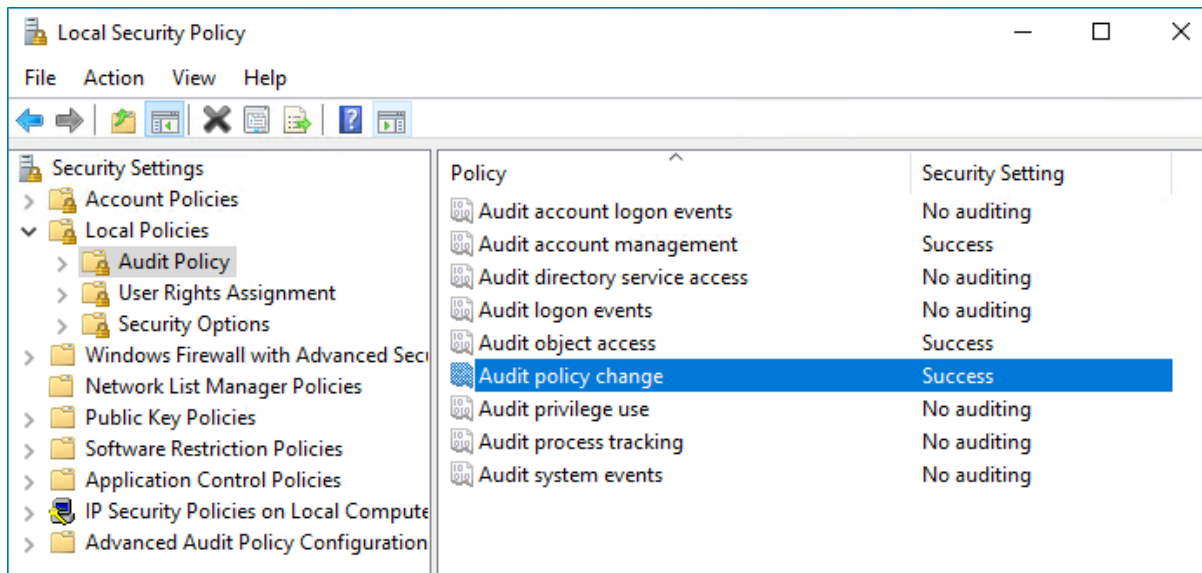 Local Security Policy
File Action View Help
Security Settings
Account Policies
Local Policies
Audit Policy
User Rights Assignment
Security Options
Windows Firewall with Advanced Secu
Network List Manager Policies
Public Key Policies
Software Restriction Policies
Application Control Policies
IP Security Policies on Local Compute
Advanced Audit Policy Configuration
Policy Security Setting
Audit account logon events No auditing
Audit account management Success
Audit directory service access No auditing
Audit logon events No auditing
Audit object access Success
Audit policy change Success
Audit privilege use No auditing
Audit process tracking No auditing
Audit system events No auditing